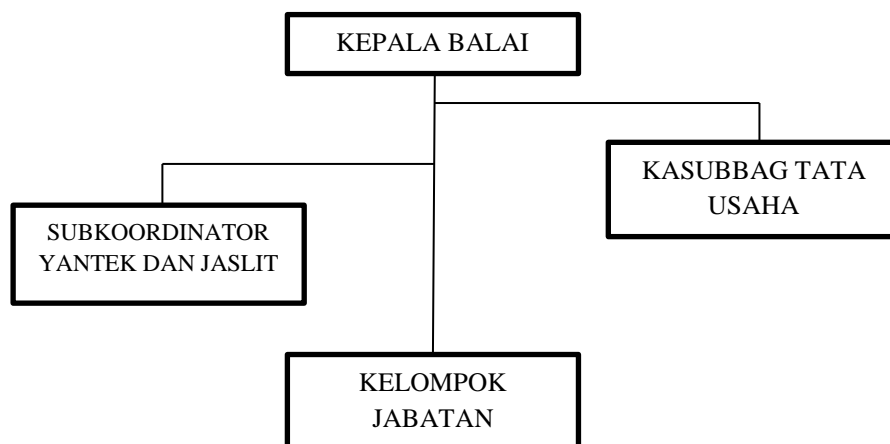 KEPALA BALAI
KASUBBAG TATA
USAHA
SUBKOORDINATOR
YANTEK DAN JASLIT
KELOMPOK
JABATAN